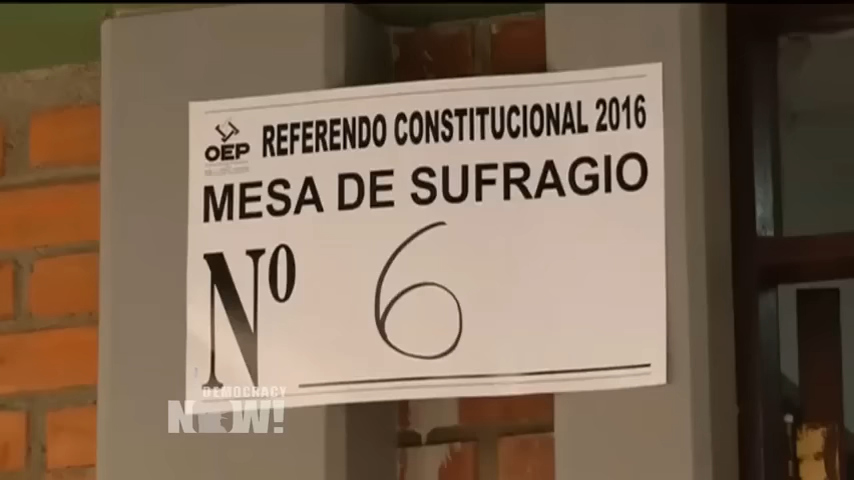 OEP REFERENDO CONSTITUCIONAL 2016
MESA DE SUFRAGIO
Nº 6
DEMOCRACY
NOW!